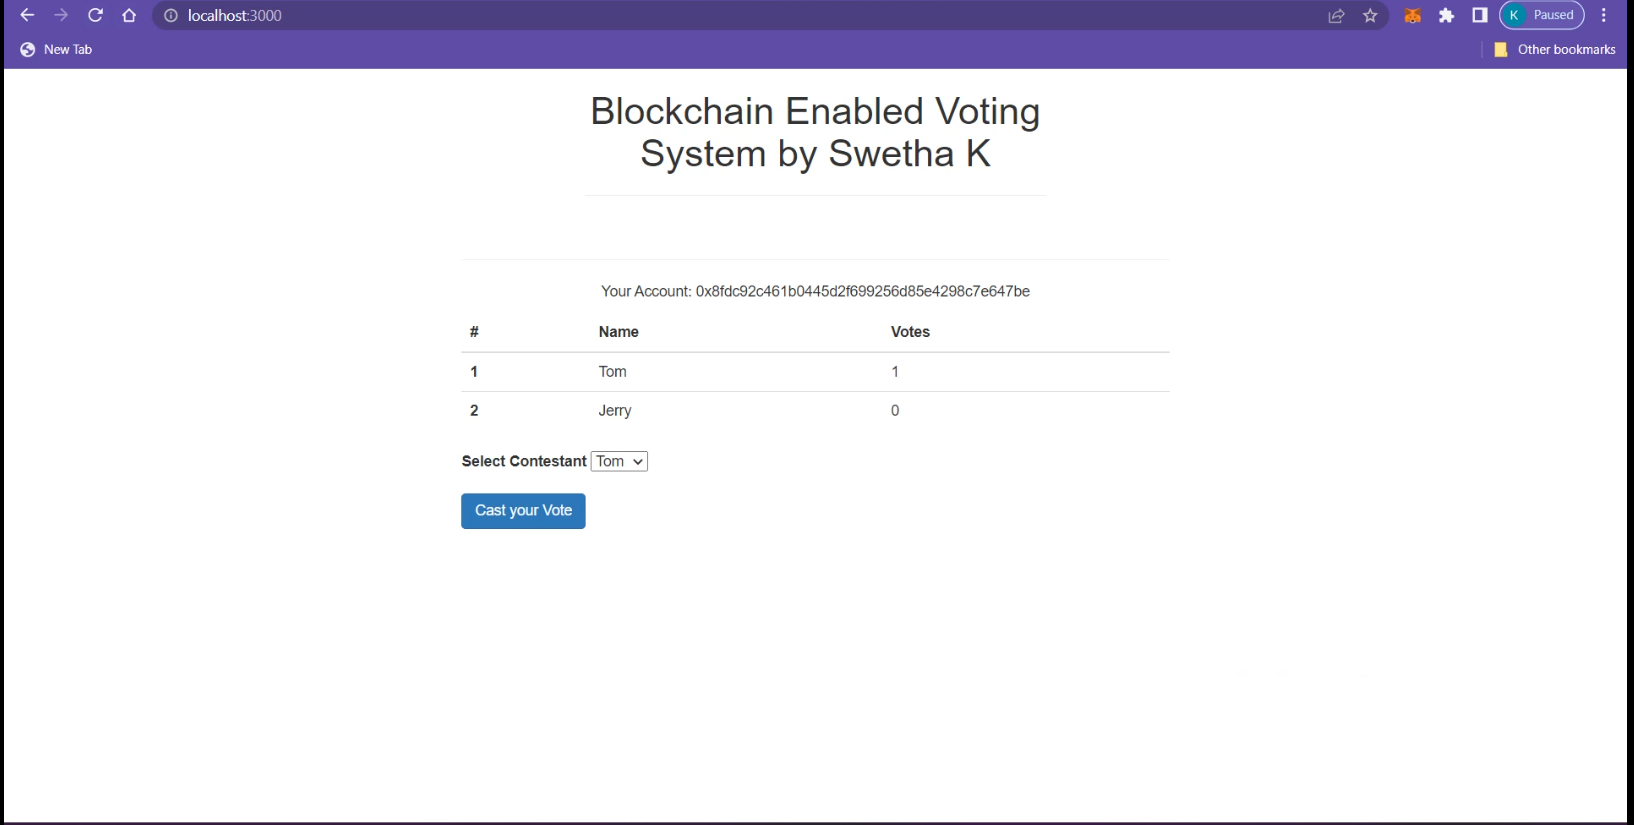 localhost:3000
K Paused
New Tab
Other bookmarks
Blockchain Enabled Voting
System by Swetha K
Your Account: 0x8fdc92c461b0445d2f699256d85e4298c7e647be
# Name Votes
1 Tom 1
2 Jerry 0
Select Contestant Tom
Cast your Vote